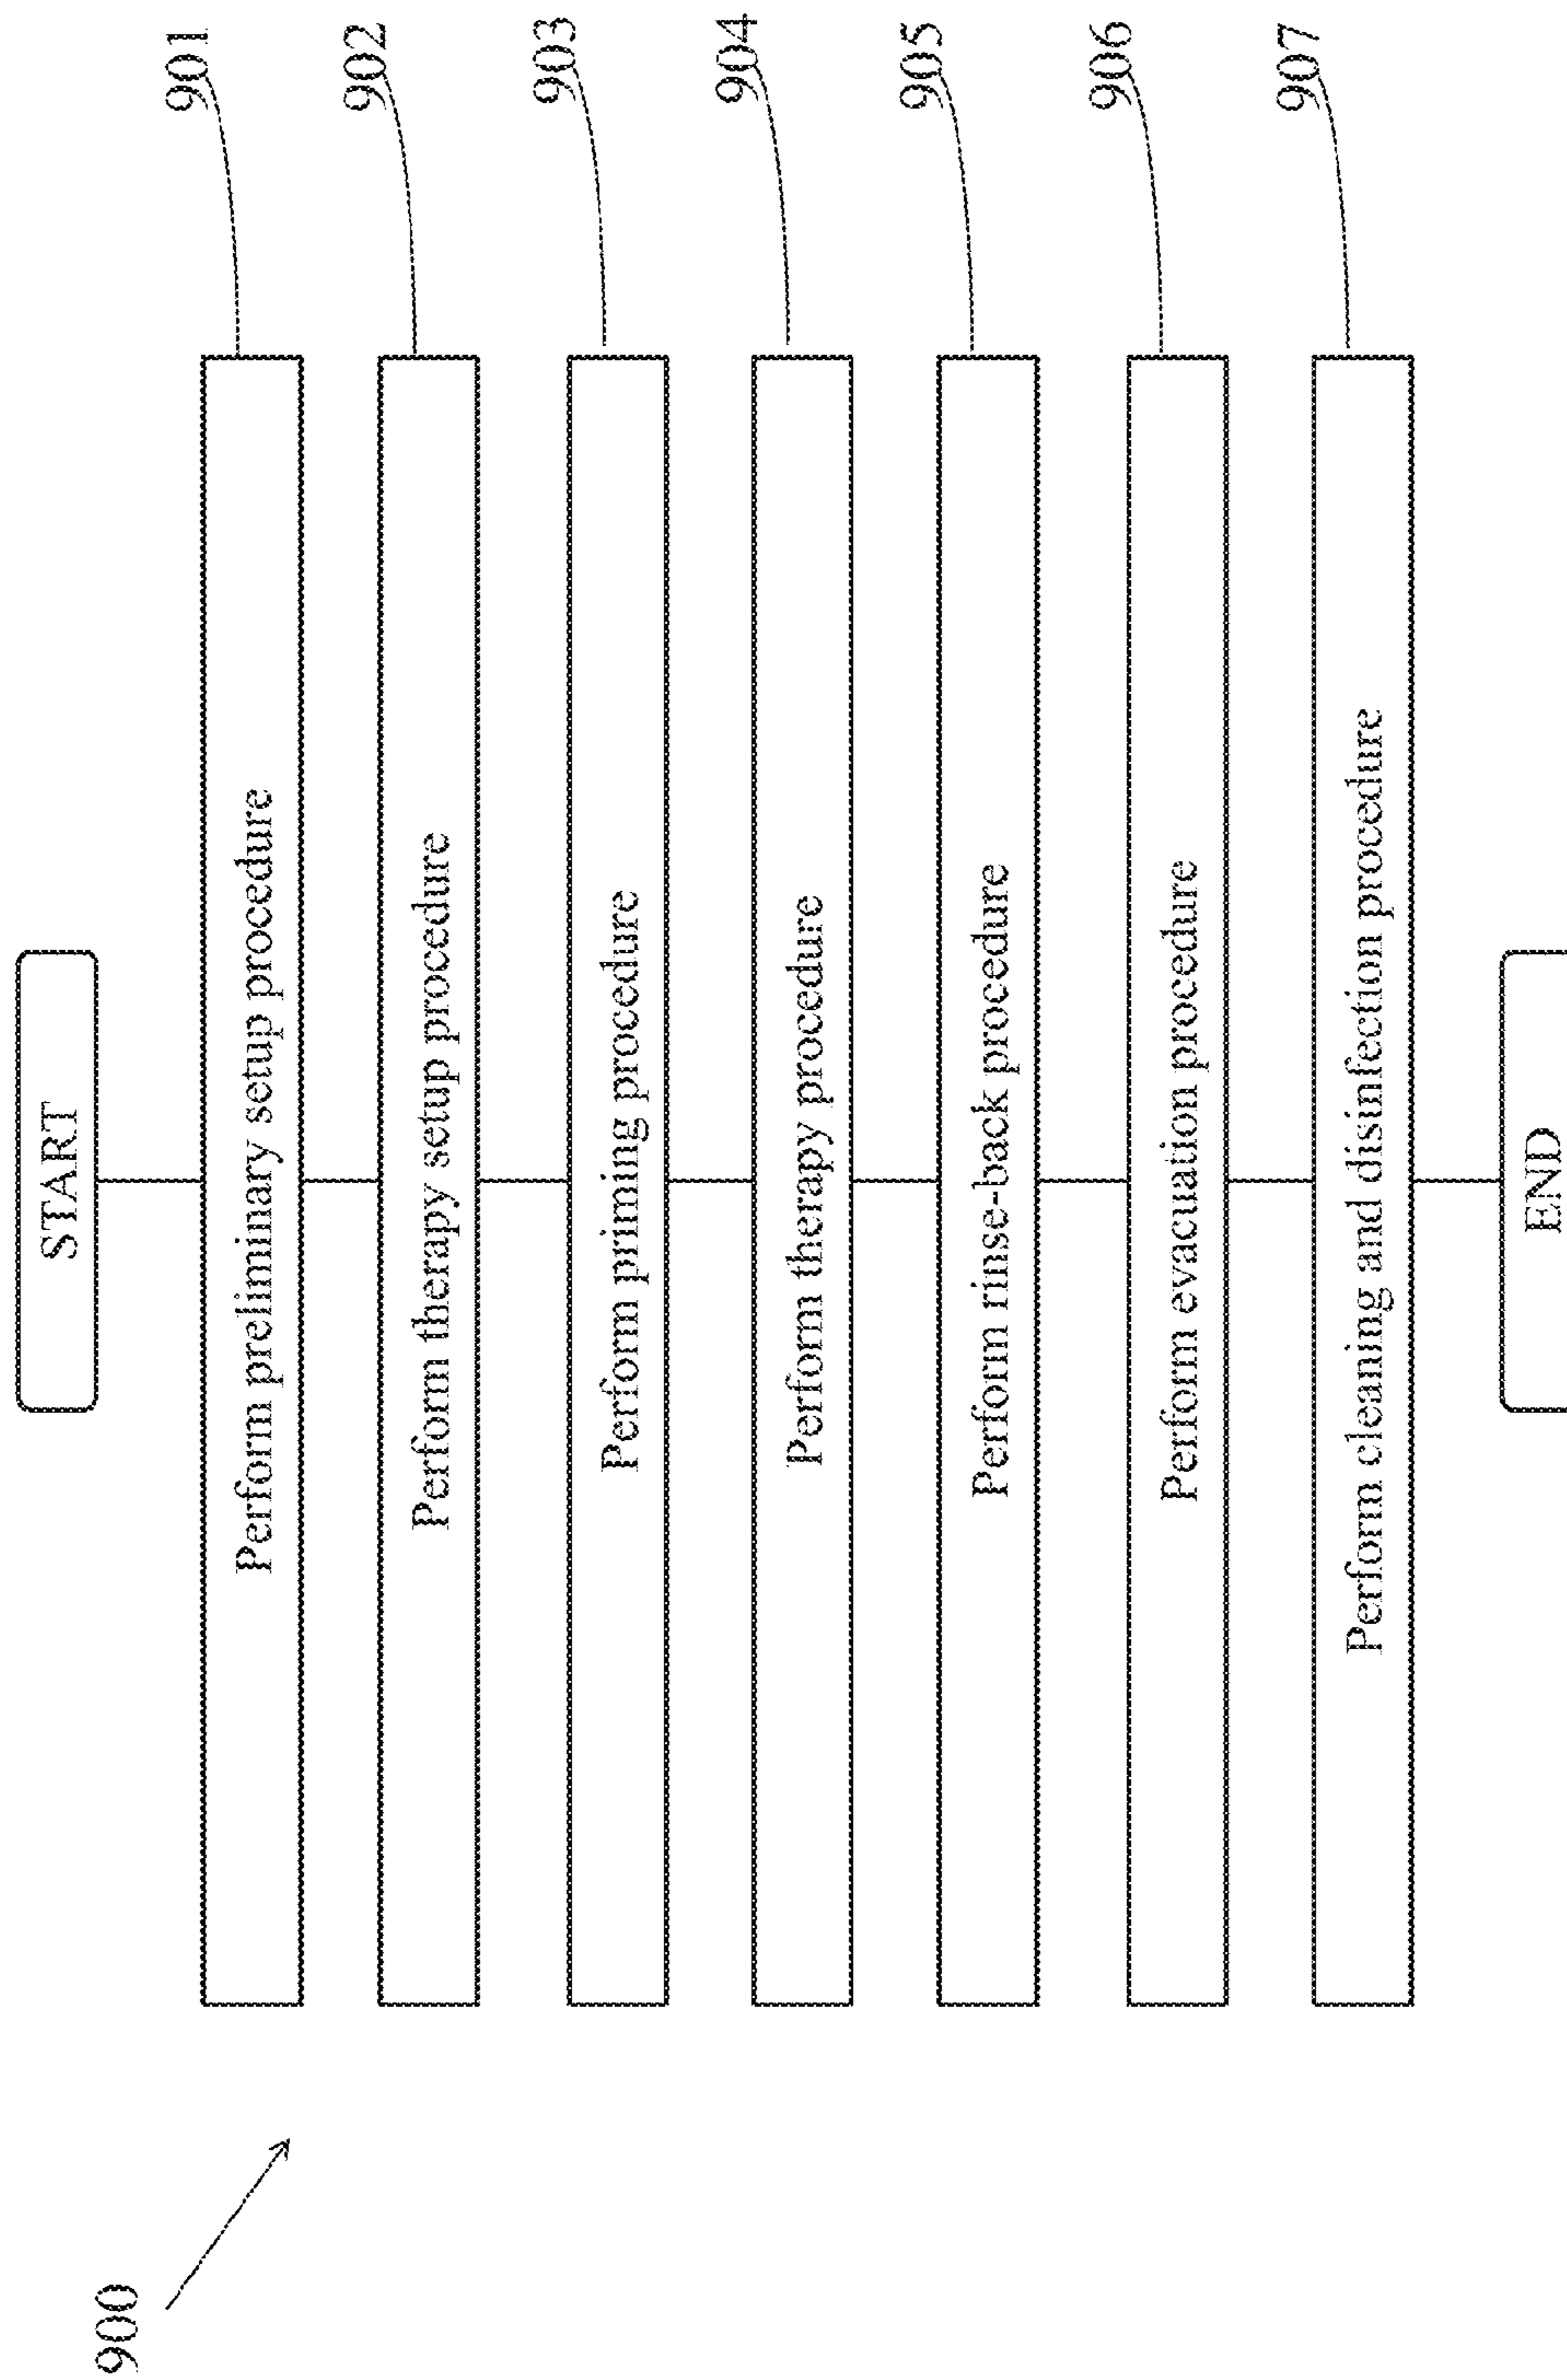 900
START
Perform preliminary setup procedure
901
Perform therapy setup procedure
902
Perform priming procedure
903
Perform therapy procedure
904
Perform rinse-back procedure
905
Perform evacuation procedure
906
Perform cleaning and disinfection procedure
907
END